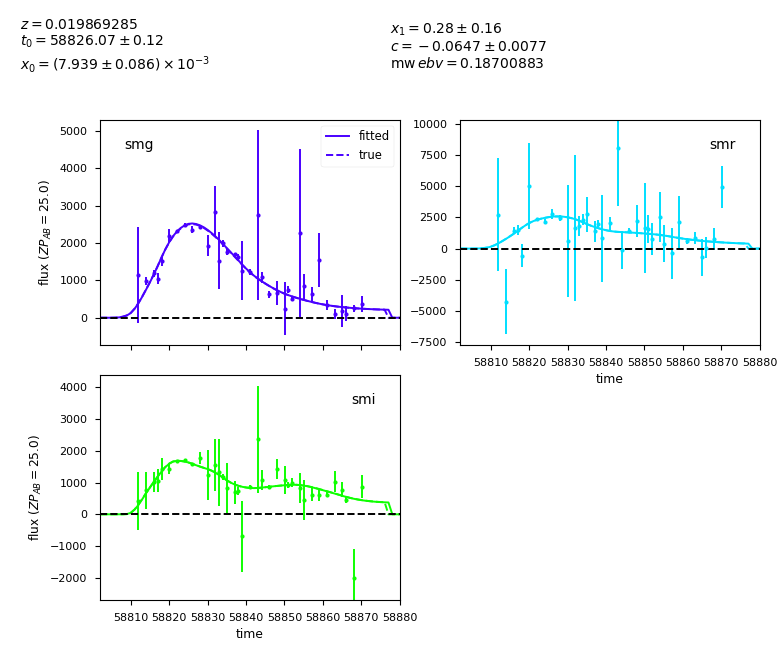 z = 0.019869285
t₀ = 58826.07 ± 0.12
x₀ = (7.939 ± 0.086) × 10⁻³
x₁ = 0.28 ± 0.16
c = −0.0647 ± 0.0077
mw ebv = 0.18700883
smg
fitted
true
5000
4000
3000
2000
1000
0
flux (ZP_AB = 25.0)
smr
10000
7500
5000
2500
0
−2500
−5000
−7500
58810 58820 58830 58840 58850 58860 58870 58880
time
smi
4000
3000
2000
1000
0
−1000
−2000
flux (ZP_AB = 25.0)
58810 58820 58830 58840 58850 58860 58870 58880
time